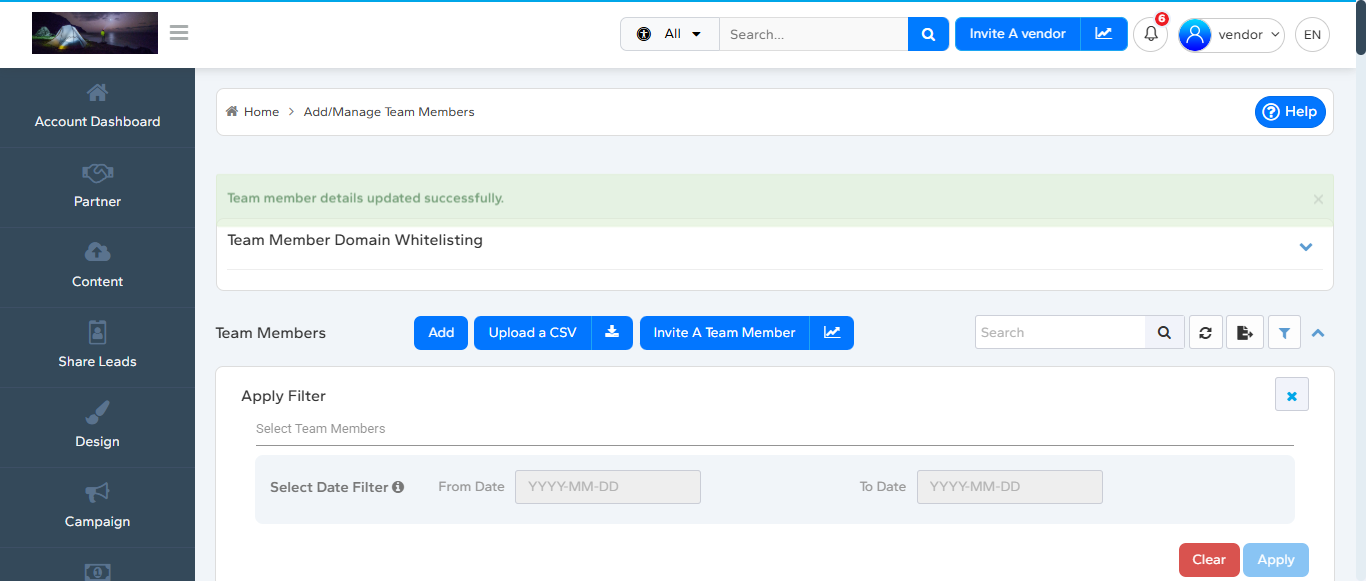 All
Search...
Invite A vendor
6
vendor
EN
Account Dashboard
Partner
Content
Share Leads
Design
Campaign
Home > Add/Manage Team Members
Help
Team member details updated successfully.
×
Team Member Domain Whitelisting
Team Members
Add
Upload a CSV
Invite A Team Member
Search
Apply Filter
Select Team Members
Select Date Filter
From Date
YYYY-MM-DD
To Date
YYYY-MM-DD
Clear
Apply